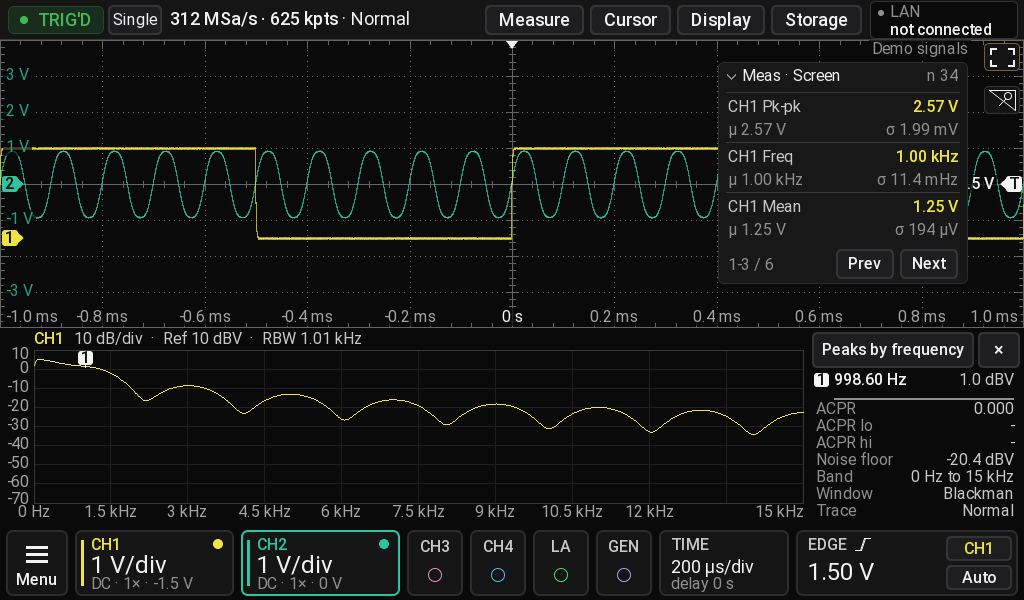 TRIG'D Single 312 MSa/s · 625 kpts · Normal Measure Cursor Display Storage LAN
not connected
Demo signals
3 V
2 V
1 V
-1 V
-3 V
2
1
Meas · Screen n 34
CH1 Pk-pk 2.57 V
μ 2.57 V σ 1.99 mV
CH1 Freq 1.00 kHz
μ 1.00 kHz σ 11.4 mHz
CH1 Mean 1.25 V
μ 1.25 V σ 194 μV
1-3 / 6 Prev Next
.5 V T
-1.0 ms -0.8 ms -0.6 ms -0.4 ms -0.2 ms 0 s 0.2 ms 0.4 ms 0.6 ms 0.8 ms 1.0 ms
CH1 10 dB/div · Ref 10 dBV · RBW 1.01 kHz
1
10
0
-10
-20
-30
-40
-50
-60
-70
0 Hz 1.5 kHz 3 kHz 4.5 kHz 6 kHz 7.5 kHz 9 kHz 10.5 kHz 12 kHz 15 kHz
Peaks by frequency ×
1 998.60 Hz 1.0 dBV
ACPR 0.000
ACPR lo -
ACPR hi -
Noise floor -20.4 dBV
Band 0 Hz to 15 kHz
Window Blackman
Trace Normal
Menu
CH1
1 V/div
DC · 1× · -1.5 V
CH2
1 V/div
DC · 1× · 0 V
CH3
CH4
LA
GEN
TIME
200 μs/div
delay 0 s
EDGE CH1
1.50 V Auto